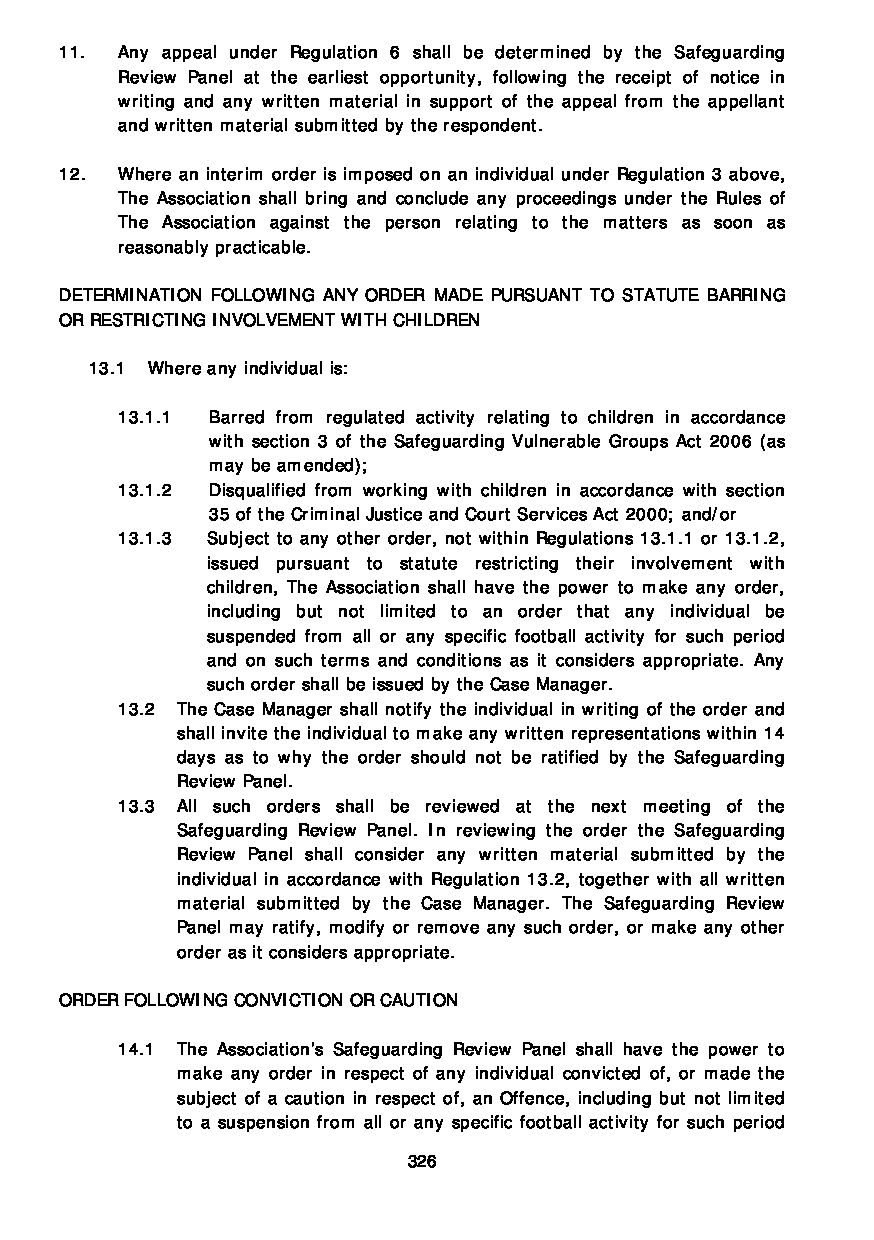 11. Any appeal under Regulation 6 shall be determined by the Safeguarding
Review Panel at the earliest opportunity, following the receipt of notice in
writing and any written material in support of the appeal from the appellant
and written material submitted by the respondent.
12. Where an interim order is imposed on an individual under Regulation 3 above,
The Association shall bring and conclude any proceedings under the Rules of
The Association against the person relating to the matters as soon as
reasonably practicable.
DETERMINATION FOLLOWING ANY ORDER MADE PURSUANT TO STATUTE BARRING
OR RESTRICTING INVOLVEMENT WITH CHILDREN
13.1 Where any individual is:
13.1.1 Barred from regulated activity relating to children in accordance
with section 3 of the Safeguarding Vulnerable Groups Act 2006 (as
may be amended);
13.1.2 Disqualified from working with children in accordance with section
35 of the Criminal Justice and Court Services Act 2000; and/or
13.1.3 Subject to any other order, not within Regulations 13.1.1 or 13.1.2,
issued pursuant to statute restricting their involvement with
children, The Association shall have the power to make any order,
including but not limited to an order that any individual be
suspended from all or any specific football activity for such period
and on such terms and conditions as it considers appropriate. Any
such order shall be issued by the Case Manager.
13.2 The Case Manager shall notify the individual in writing of the order and
shall invite the individual to make any written representations within 14
days as to why the order should not be ratified by the Safeguarding
Review Panel.
13.3 All such orders shall be reviewed at the next meeting of the
Safeguarding Review Panel. In reviewing the order the Safeguarding
Review Panel shall consider any written material submitted by the
individual in accordance with Regulation 13.2, together with all written
material submitted by the Case Manager. The Safeguarding Review
Panel may ratify, modify or remove any such order, or make any other
order as it considers appropriate.
ORDER FOLLOWING CONVICTION OR CAUTION
14.1 The Association's Safeguarding Review Panel shall have the power to
make any order in respect of any individual convicted of, or made the
subject of a caution in respect of, an Offence, including but not limited
to a suspension from all or any specific football activity for such period
326